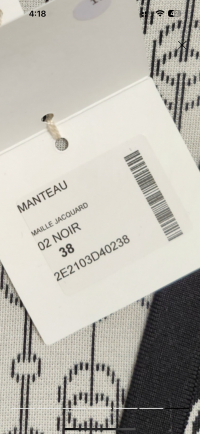 4:18
MANTEAU
MAILLE JACQUARD
02 NOIR
38
2E2103D40238